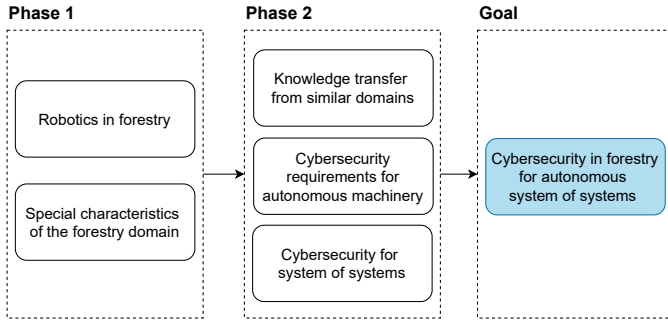 Phase 1
Robotics in forestry
Special characteristics
of the forestry domain
Phase 2
Knowledge transfer
from similar domains
Cybersecurity
requirements for
autonomous machinery
Cybersecurity for
system of systems
Goal
Cybersecurity in forestry
for autonomous
system of systems